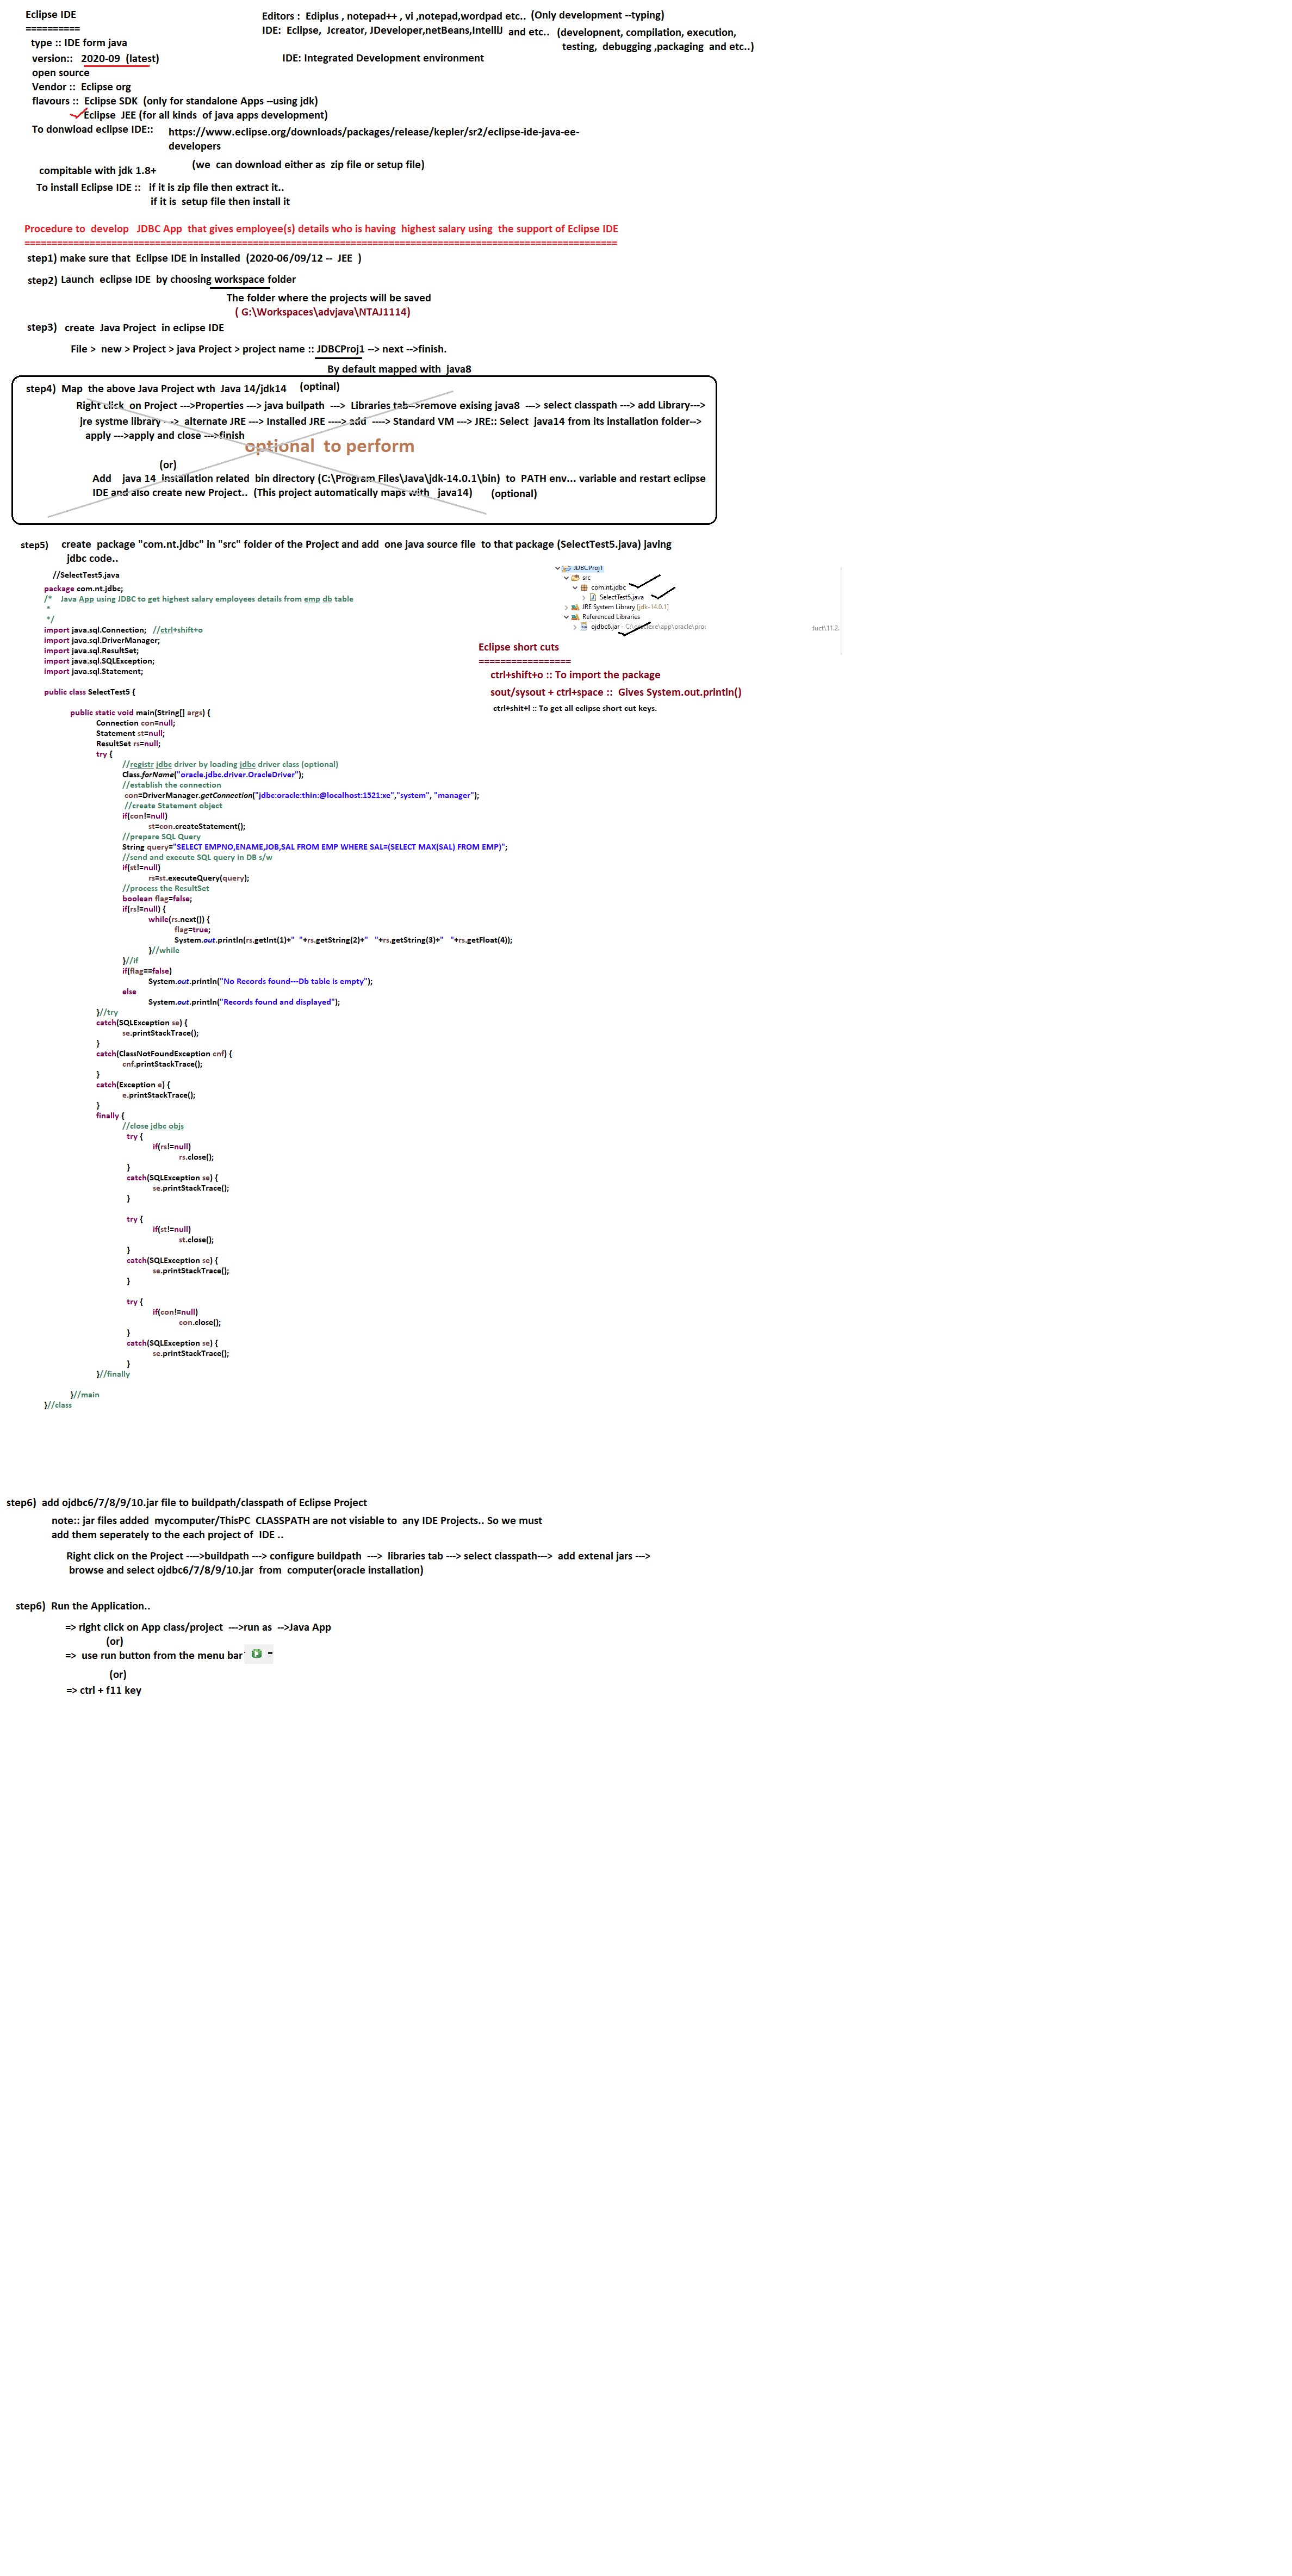 Eclipse IDE
==========
type :: IDE form java
version:: 2020-09 (latest)
open source
Vendor :: Eclipse org
flavours :: Eclipse SDK (only for standalone Apps --using jdk)
Eclipse JEE (for all kinds of java apps development)
To donwload eclipse IDE:: https://www.eclipse.org/downloads/packages/release/kepler/sr2/eclipse-ide-java-ee-
developers
(we can download either as zip file or setup file)
compitable with jdk 1.8+
To install Eclipse IDE :: if it is zip file then extract it..
if it is setup file then install it
Editors : Ediplus , notepad++ , vi ,notepad,wordpad etc.. (Only development --typing)
IDE: Eclipse, Jcreator, JDeveloper,netBeans,IntelliJ and etc.. (development, compilation, execution,
testing, debugging ,packaging and etc..)
IDE: Integrated Development environment
Procedure to develop JDBC App that gives employee(s) details who is having highest salary using the support of Eclipse IDE
=============================================================================================================
step1) make sure that Eclipse IDE in installed (2020-06/09/12 -- JEE )
step2) Launch eclipse IDE by choosing workspace folder
The folder where the projects will be saved
( G:\Workspaces\advjava\NTAJ1114)
step3) create Java Project in eclipse IDE
File > new > Project > java Project > project name :: JDBCProj1 --> next -->finish.
By default mapped with java8
step4) Map the above Java Project wth Java 14/jdk14 (optinal)
Right click on Project --->Properties ---> java builpath ---> Libraries tab-->remove exising java8 ---> select classpath ---> add Library--->
jre systme library ---> alternate JRE ---> Installed JRE ----> add ----> Standard VM ---> JRE:: Select java14 from its installation folder-->
apply --->apply and close --->finish
optional to perform
(or)
Add java 14 installation related bin directory (C:\Program Files\Java\jdk-14.0.1\bin) to PATH env... variable and restart eclipse
IDE and also create new Project.. (This project automatically maps with java14) (optional)
step5) create package "com.nt.jdbc" in "src" folder of the Project and add one java source file to that package (SelectTest5.java) javing
jdbc code..
//SelectTest5.java
package com.nt.jdbc;
/* Java App using JDBC to get highest salary employees details from emp db table
*
*/
import java.sql.Connection; //ctrl+shift+o
import java.sql.DriverManager;
import java.sql.ResultSet;
import java.sql.SQLException;
import java.sql.Statement;
public class SelectTest5 {
public static void main(String[] args) {
Connection con=null;
Statement st=null;
ResultSet rs=null;
try {
//registr jdbc driver by loading jdbc driver class (optional)
Class.forName("oracle.jdbc.driver.OracleDriver");
//establish the connection
con=DriverManager.getConnection("jdbc:oracle:thin:@localhost:1521:xe","system", "manager");
//create Statement object
if(con!=null)
st=con.createStatement();
//prepare SQL Query
String query="SELECT EMPNO,ENAME,JOB,SAL FROM EMP WHERE SAL=(SELECT MAX(SAL) FROM EMP)";
//send and execute SQL query in DB s/w
if(st!=null)
rs=st.executeQuery(query);
//process the ResultSet
boolean flag=false;
if(rs!=null) {
while(rs.next()) {
flag=true;
System.out.println(rs.getInt(1)+" "+rs.getString(2)+" "+rs.getString(3)+" "+rs.getFloat(4));
}//while
}//if
if(flag==false)
System.out.println("No Records found---Db table is empty");
else
System.out.println("Records found and displayed");
}//try
catch(SQLException se) {
se.printStackTrace();
}
catch(ClassNotFoundException cnf) {
cnf.printStackTrace();
}
catch(Exception e) {
e.printStackTrace();
}
finally {
//close jdbc objs
try {
if(rs!=null)
rs.close();
}
catch(SQLException se) {
se.printStackTrace();
}
try {
if(st!=null)
st.close();
}
catch(SQLException se) {
se.printStackTrace();
}
try {
if(con!=null)
con.close();
}
catch(SQLException se) {
se.printStackTrace();
}
}//finally
}//main
}//class
JDBCProj1
src
com.nt.jdbc
SelectTest5.java
JRE System Library [jdk-14.0.1]
Referenced Libraries
ojdbc6.jar
Eclipse short cuts
=================
ctrl+shift+o :: To import the package
sout/sysout + ctrl+space :: Gives System.out.println()
ctrl+shit+l :: To get all eclipse short cut keys.
step6) add ojdbc6/7/8/9/10.jar file to buildpath/classpath of Eclipse Project
note:: jar files added mycomputer/ThisPC CLASSPATH are not visiable to any IDE Projects.. So we must
add them seperately to the each project of IDE ..
Right click on the Project ---->buildpath ---> configure buildpath ---> libraries tab ---> select classpath---> add extenal jars --->
browse and select ojdbc6/7/8/9/10.jar from computer(oracle installation)
step6) Run the Application..
=> right click on App class/project --->run as -->Java App
(or)
=> use run button from the menu bar
(or)
=> ctrl + f11 key